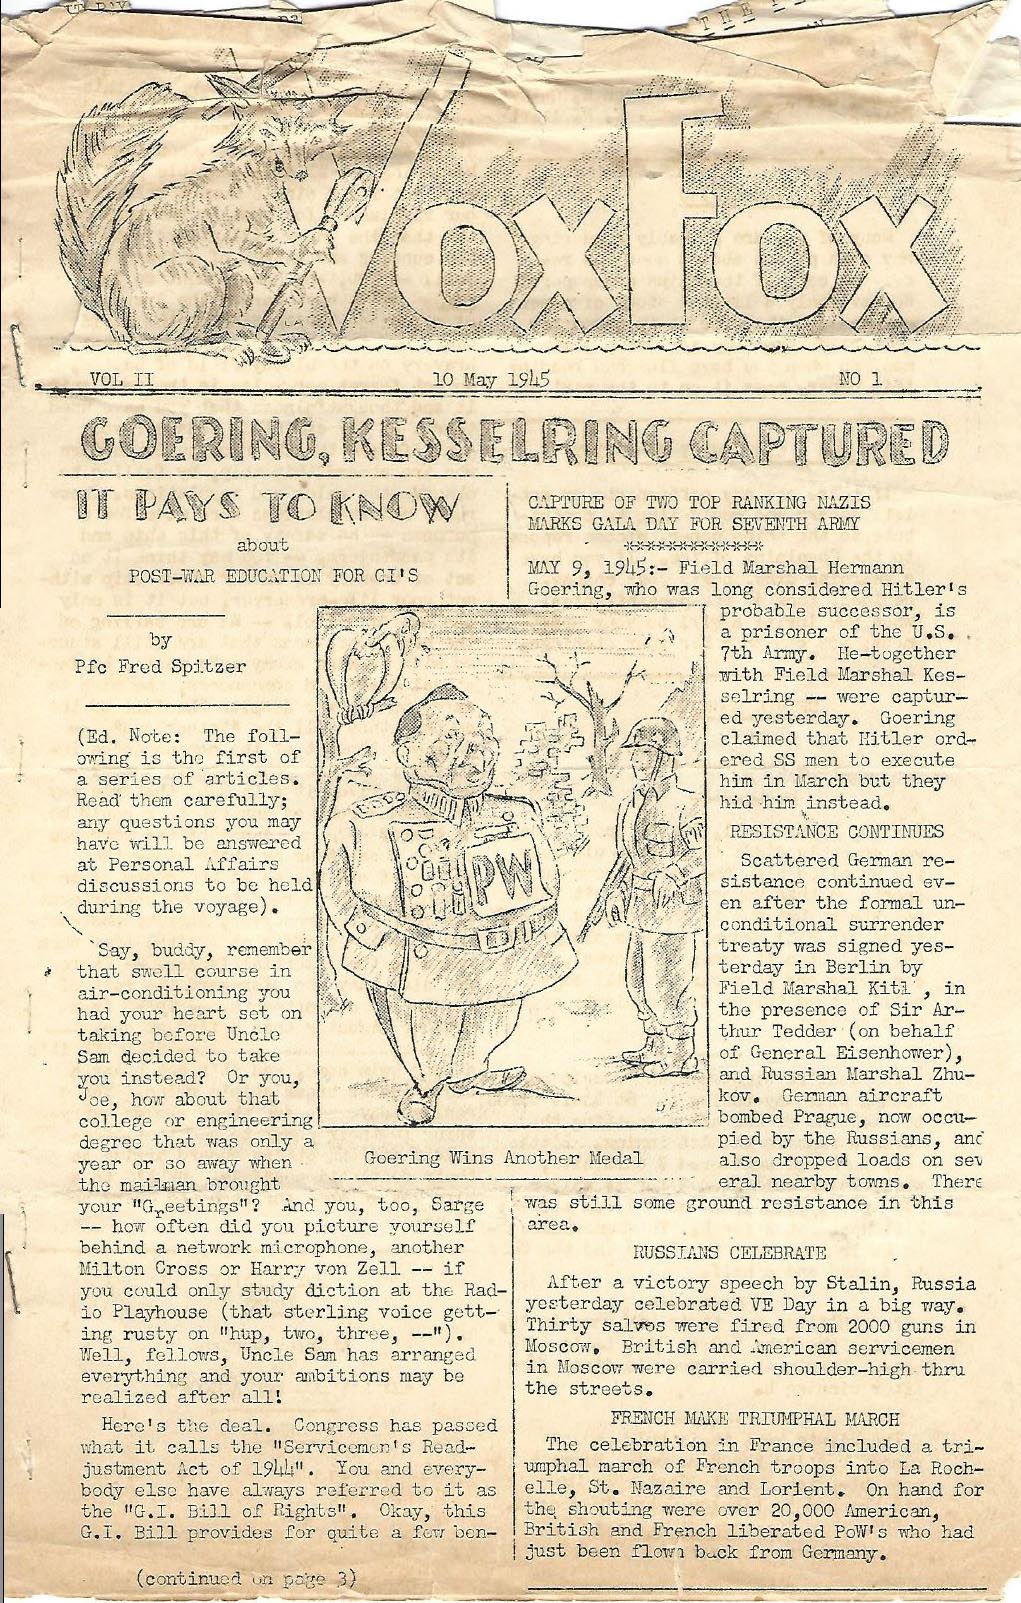 THE
Vox Fox
VOL II 10 May 1945 NO 1
GOERING, KESSELRING CAPTURED
IT PAYS TO KNOW
about
POST-WAR EDUCATION FOR GI'S
by
Pfc Fred Spitzer
(Ed. Note: The foll-
owing is the first of
a series of articles.
Read them carefully;
any questions you may
have will be answered
at Personal Affairs
discussions to be held
during the voyage).
Say, buddy, remember
that swell course in
air-conditioning you
had your heart set on
taking before Uncle
Sam decided to take
you instead? Or you,
Joe, how about that
college or engineering
degree that was only a
year or so away when
the mailman brought
your "Greetings"? And you, too, Sarge
-- how often did you picture yourself
behind a network microphone, another
Milton Cross or Harry von Zell -- if
you could only study diction at the Rad-
io Playhouse (that sterling voice gett-
ing rusty on "hup, two, three, --").
Well, fellows, Uncle Sam has arranged
everything and your ambitions may be
realized after all!
Here's the deal. Congress has passed
what it calls the "Servicemen's Read-
justment Act of 1944". You and every-
body else have always referred to it as
the "G.I. Bill of Rights". Okay, this
G.I. Bill provides for quite a few ben-
(continued on page 3)
PW
Goering Wins Another Medal
CAPTURE OF TWO TOP RANKING NAZIS
MARKS GALA DAY FOR SEVENTH ARMY
*************
MAY 9, 1945:- Field Marshal Hermann
Goering, who was long considered Hitler's
probable successor, is
a prisoner of the U.S.
7th Army. He-together
with Field Marshal Kes-
selring -- were captur-
ed yesterday. Goering
claimed that Hitler ord-
ered SS men to execute
him in March but they
hid him instead.
RESISTANCE CONTINUES
Scattered German re-
sistance continued ev-
en after the formal un-
conditional surrender
treaty was signed yes-
terday in Berlin by
Field Marshal Kitl , in
the presence of Sir Ar-
thur Tedder (on behalf
of General Eisenhower),
and Russian Marshal Zhu-
kov. German aircraft
bombed Prague, now occu-
pied by the Russians, and
also dropped loads on sev
eral nearby towns. There
was still some ground resistance in this
area.
RUSSIANS CELEBRATE
After a victory speech by Stalin, Russia
yesterday celebrated VE Day in a big way.
Thirty salvos were fired from 2000 guns in
Moscow. British and American servicemen
in Moscow were carried shoulder-high thru
the streets.
FRENCH MAKE TRIUMPHAL MARCH
The celebration in France included a tri-
umphal march of French troops into La Roch-
elle, St. Nazaire and Lorient. On hand for
the shouting were over 20,000 American,
British and French liberated PoW's who had
just been flown back from Germany.